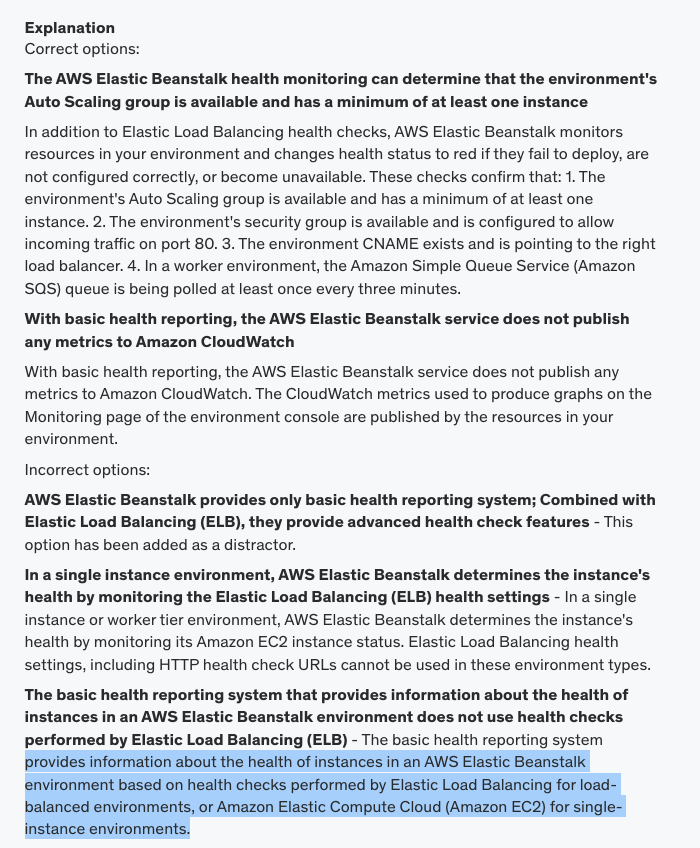 Explanation
Correct options:
The AWS Elastic Beanstalk health monitoring can determine that the environment's
Auto Scaling group is available and has a minimum of at least one instance
In addition to Elastic Load Balancing health checks, AWS Elastic Beanstalk monitors
resources in your environment and changes health status to red if they fail to deploy, are
not configured correctly, or become unavailable. These checks confirm that: 1. The
environment's Auto Scaling group is available and has a minimum of at least one
instance. 2. The environment's security group is available and is configured to allow
incoming traffic on port 80. 3. The environment CNAME exists and is pointing to the right
load balancer. 4. In a worker environment, the Amazon Simple Queue Service (Amazon
SQS) queue is being polled at least once every three minutes.
With basic health reporting, the AWS Elastic Beanstalk service does not publish
any metrics to Amazon CloudWatch
With basic health reporting, the AWS Elastic Beanstalk service does not publish any
metrics to Amazon CloudWatch. The CloudWatch metrics used to produce graphs on the
Monitoring page of the environment console are published by the resources in your
environment.
Incorrect options:
AWS Elastic Beanstalk provides only basic health reporting system; Combined with
Elastic Load Balancing (ELB), they provide advanced health check features - This
option has been added as a distractor.
In a single instance environment, AWS Elastic Beanstalk determines the instance's
health by monitoring the Elastic Load Balancing (ELB) health settings - In a single
instance or worker tier environment, AWS Elastic Beanstalk determines the instance's
health by monitoring its Amazon EC2 instance status. Elastic Load Balancing health
settings, including HTTP health check URLs cannot be used in these environment types.
The basic health reporting system that provides information about the health of
instances in an AWS Elastic Beanstalk environment does not use health checks
performed by Elastic Load Balancing (ELB) - The basic health reporting system
provides information about the health of instances in an AWS Elastic Beanstalk
environment based on health checks performed by Elastic Load Balancing for load-
balanced environments, or Amazon Elastic Compute Cloud (Amazon EC2) for single-
instance environments.